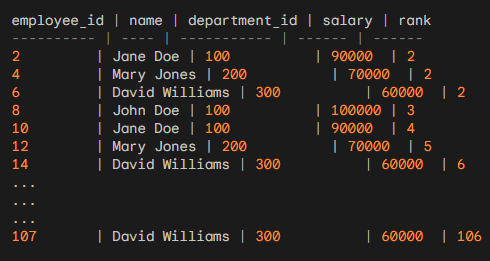 employee_id | name | department_id | salary | rank
---------- | ---- | ----------- | ------ | ------
2          | Jane Doe | 100           | 90000  | 2
4          | Mary Jones | 200           | 70000  | 2
6          | David Williams | 300           | 60000  | 2
8          | John Doe | 100           | 100000 | 3
10         | Jane Doe | 100           | 90000  | 4
12         | Mary Jones | 200           | 70000  | 5
14         | David Williams | 300           | 60000  | 6
...
...
...
107        | David Williams | 300           | 60000  | 106